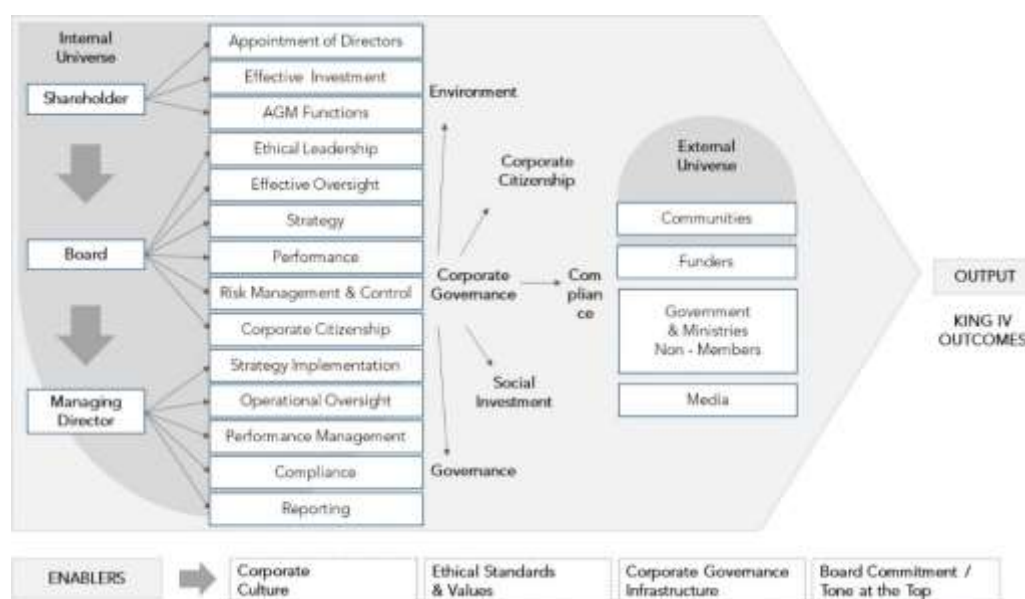 Internal
Universe
Shareholder
Board
Managing
Director
Appointment of Directors
Effective Investment
AGM Functions
Ethical Leadership
Effective Oversight
Strategy
Performance
Risk Management & Control
Corporate Citizenship
Strategy Implementation
Operational Oversight
Performance Management
Compliance
Reporting
Environment
Corporate
Citizenship
Corporate
Governance
Com
plian
ce
Social
Investment
Governance
External
Universe
Communities
Funders
Government
& Ministries
Non - Members
Media
OUTPUT
KING IV
OUTCOMES
ENABLERS
Corporate
Culture
Ethical Standards
& Values
Corporate Governance
Infrastructure
Board Commitment /
Tone at the Top